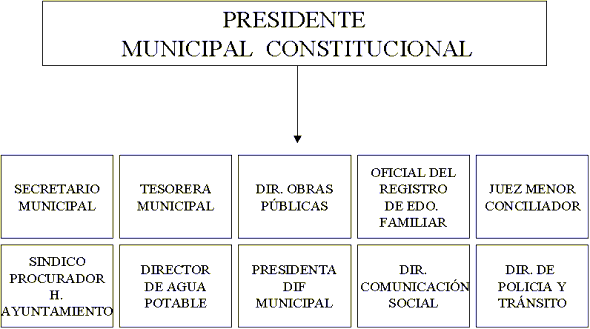 PRESIDENTE
MUNICIPAL CONSTITUCIONAL
SECRETARIO
MUNICIPAL
TESORERA
MUNICIPAL
DIR. OBRAS
PÚBLICAS
OFICIAL DEL
REGISTRO
DE EDO.
FAMILIAR
JUEZ MENOR
CONCILIADOR
SINDICO
PROCURADOR
H.
AYUNTAMIENTO
DIRECTOR
DE AGUA
POTABLE
PRESIDENTA
DIF
MUNICIPAL
DIR.
COMUNICACIÓN
SOCIAL
DIR. DE
POLICIA Y
TRÁNSITO